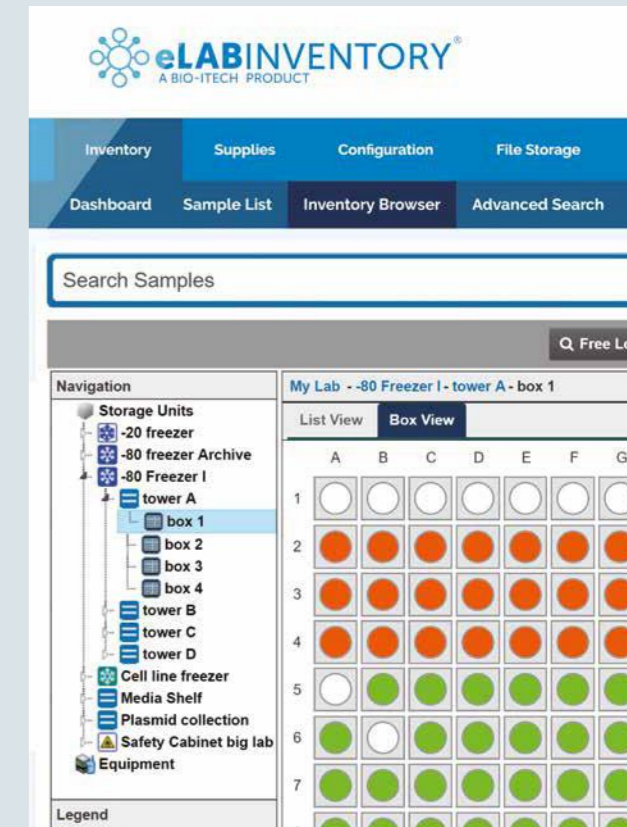 eLABINVENTORY®
A BIO-ITECH PRODUCT
Inventory Supplies Configuration File Storage
Dashboard Sample List Inventory Browser Advanced Search
Search Samples
Free Lo
Navigation
Storage Units
-20 freezer
-80 freezer Archive
-80 Freezer I
tower A
box 1
box 2
box 3
box 4
tower B
tower C
tower D
Cell line freezer
Media Shelf
Plasmid collection
Safety Cabinet big lab
Equipment
Legend
My Lab - -80 Freezer I - tower A - box 1
List View Box View
A B C D E F G
1
2
3
4
5
6
7